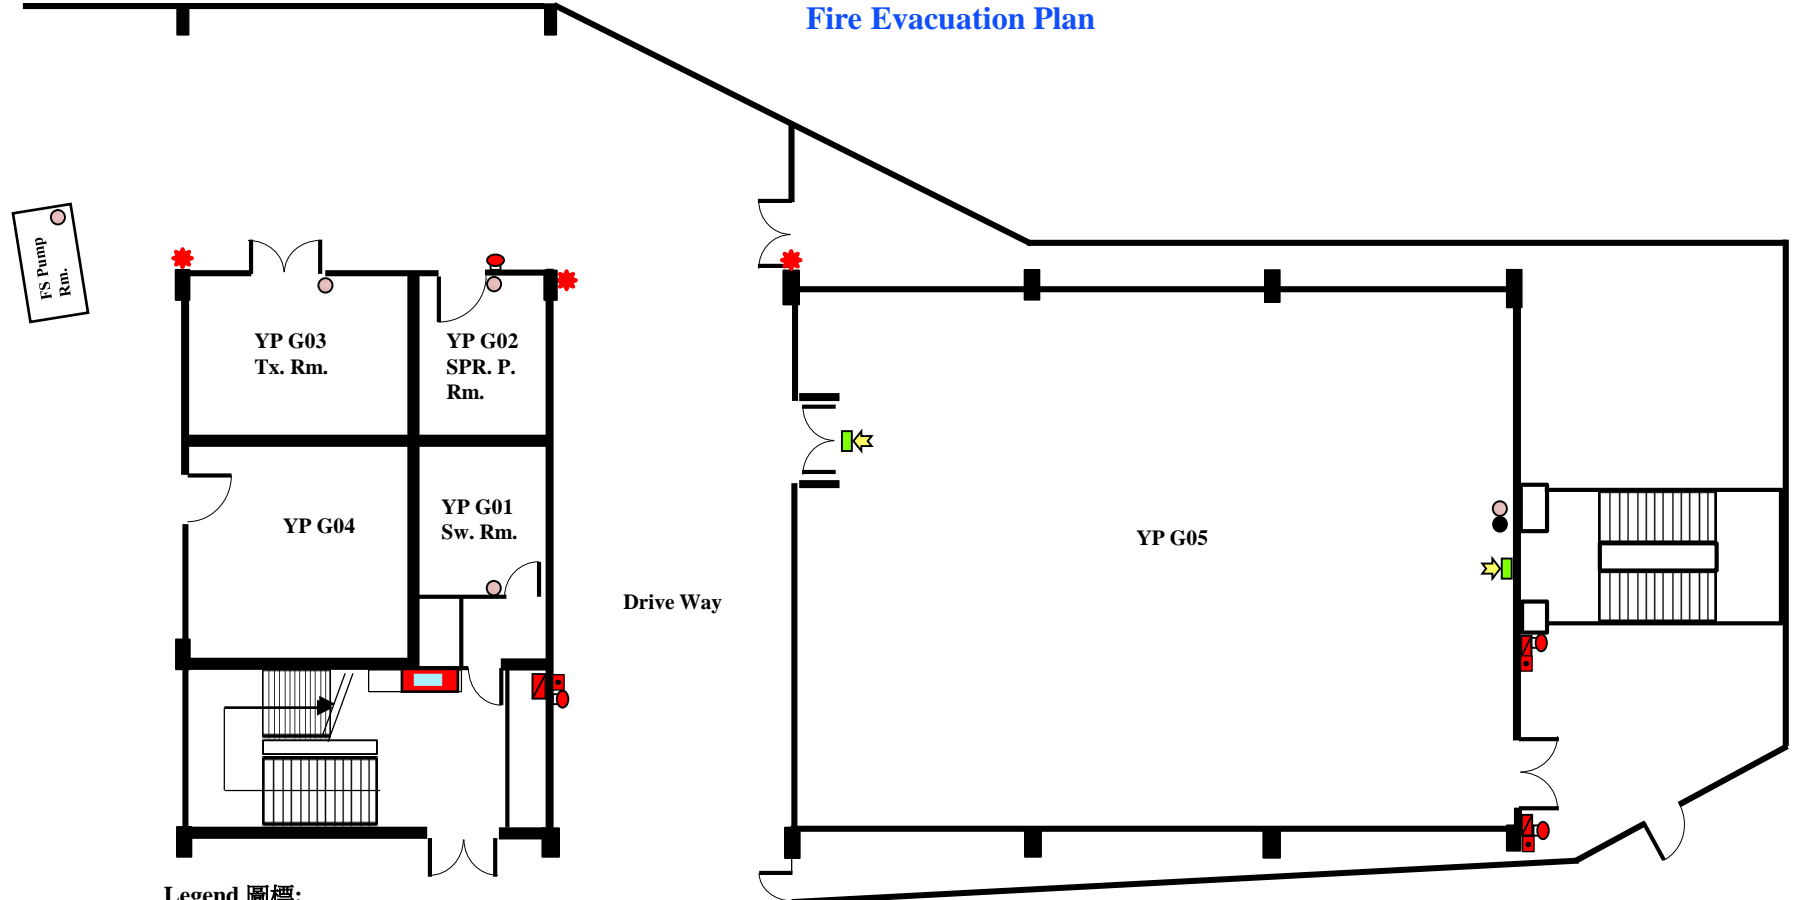 Fire Evacuation Plan
FS Pump
Rm.
YP G03
Tx. Rm.
YP G02
SPR. P.
Rm.
YP G04
YP G01
Sw. Rm.
Drive Way
YP G05
Legend 圖標: